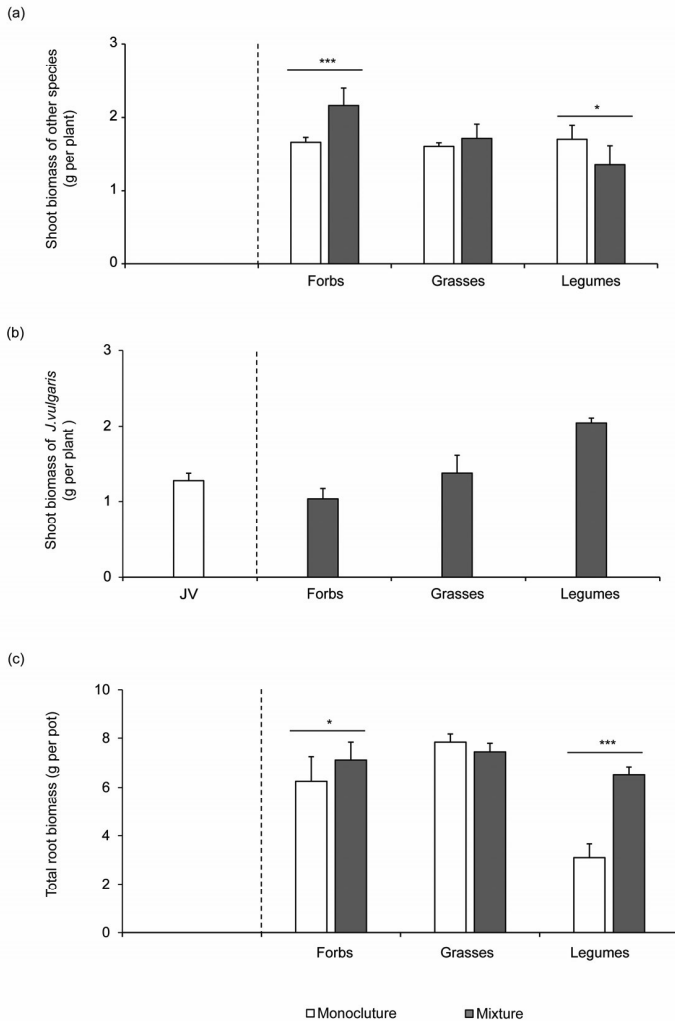 (a)
Shoot biomass of other species
(g per plant)
3
2
1
0
***
*
Forbs Grasses Legumes
(b)
Shoot biomass of J.vulgaris
(g per plant )
3
2
1
0
JV Forbs Grasses Legumes
(c)
Total root biomass (g per pot)
10
8
6
4
2
0
*
***
Forbs Grasses Legumes
Monocluture Mixture